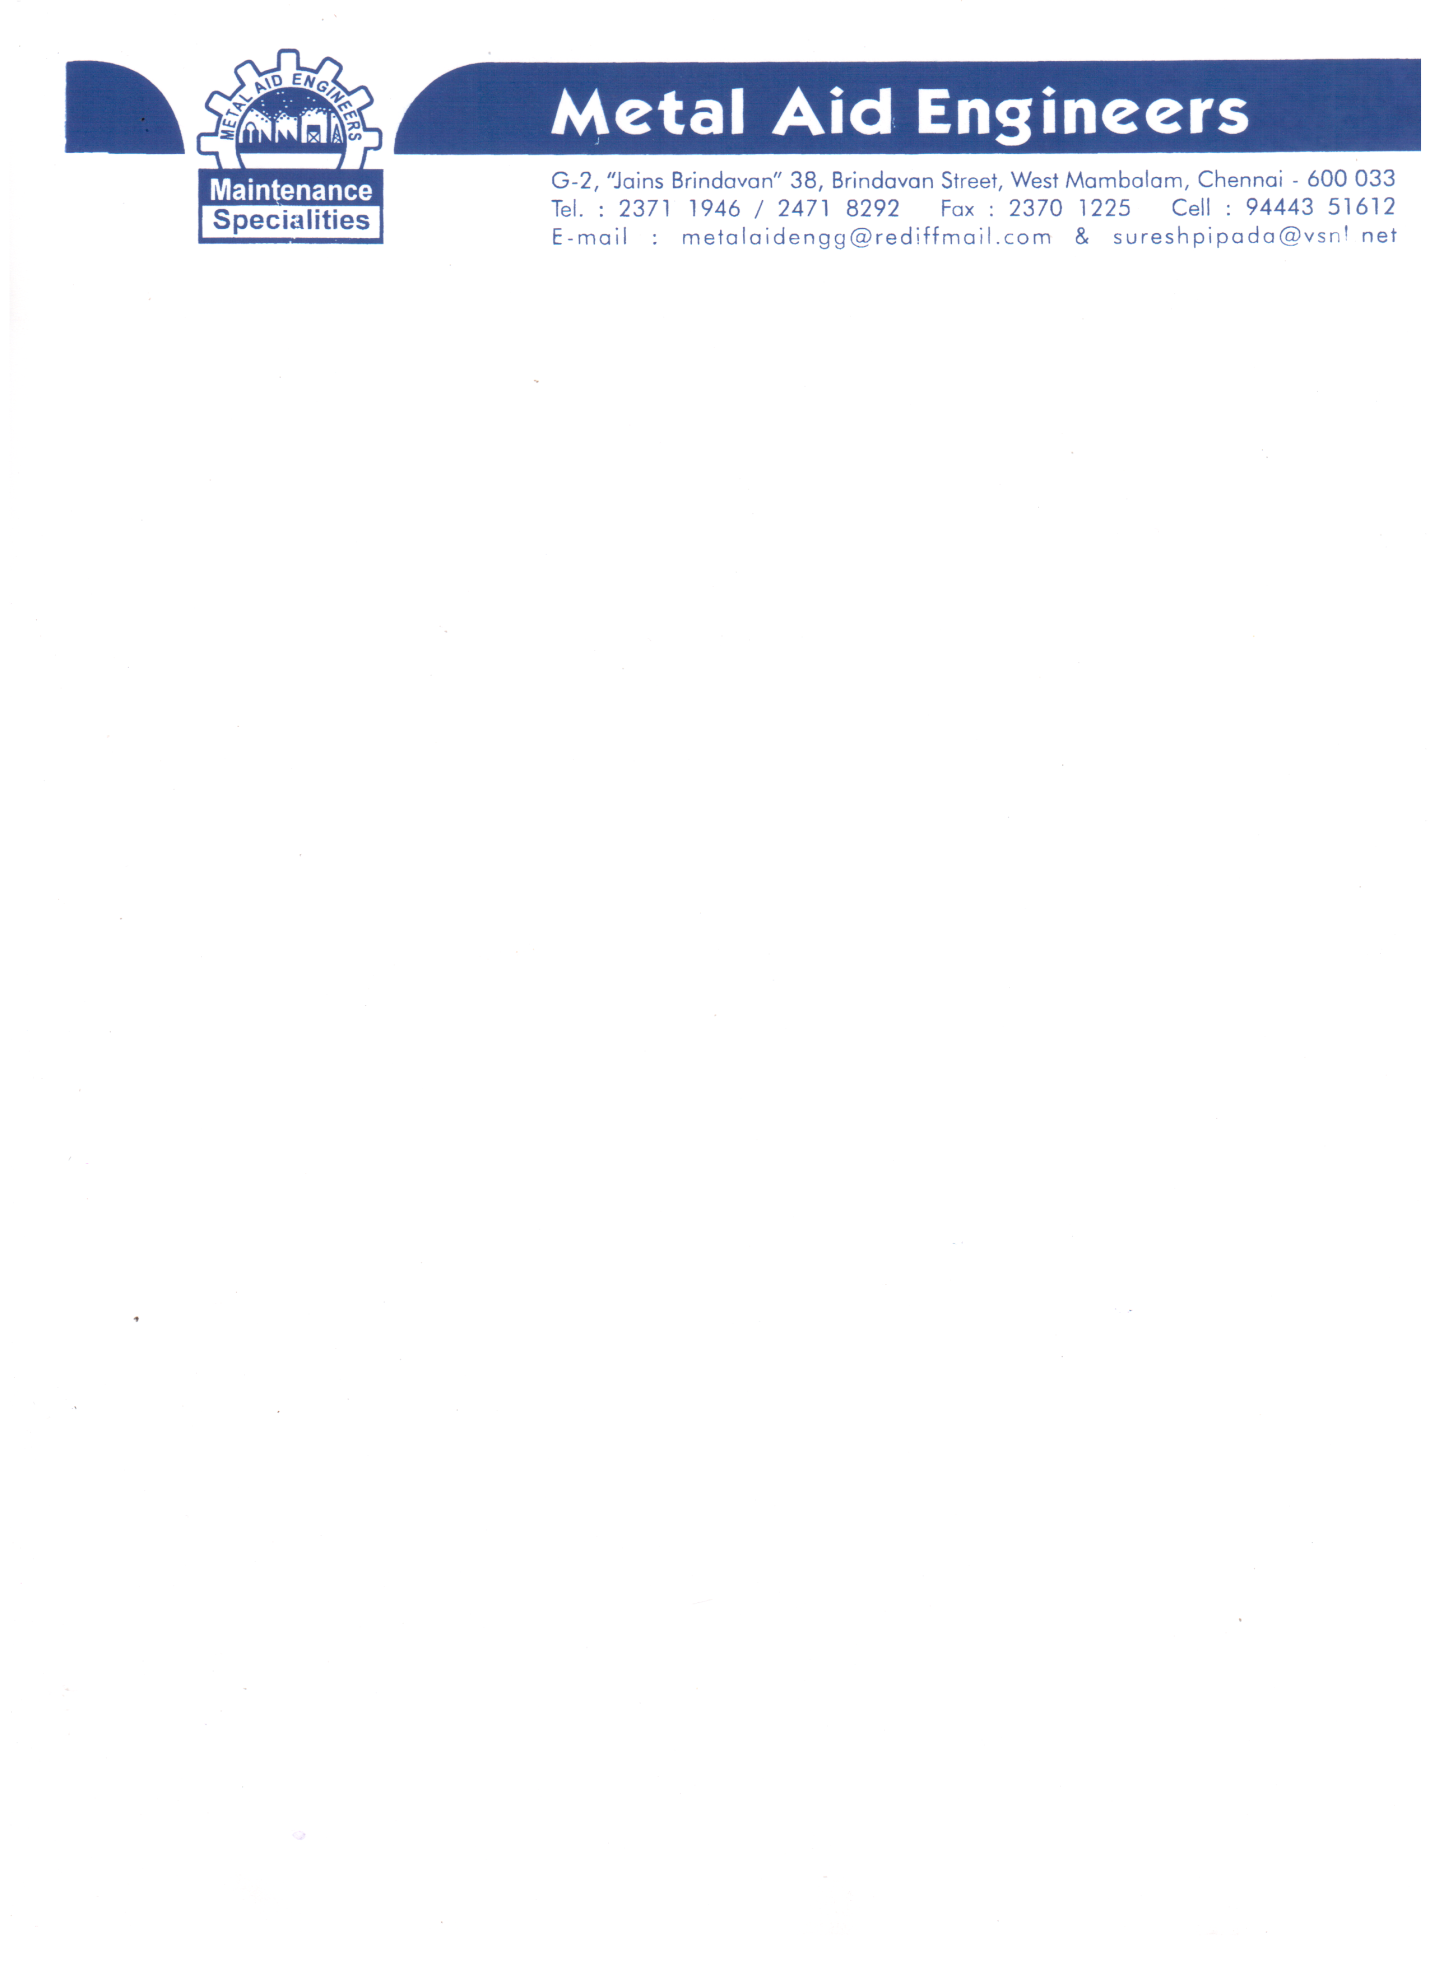 METAL AID ENGINEERS
Maintenance
Specialities
Metal Aid Engineers
G-2, "Jains Brindavan" 38, Brindavan Street, West Mambalam, Chennai - 600 033
Tel. : 2371 1946 / 2471 8292 Fax : 2370 1225 Cell : 94443 51612
E-mail : metalaidengg@rediffmail.com & sureshpipada@vsnl net